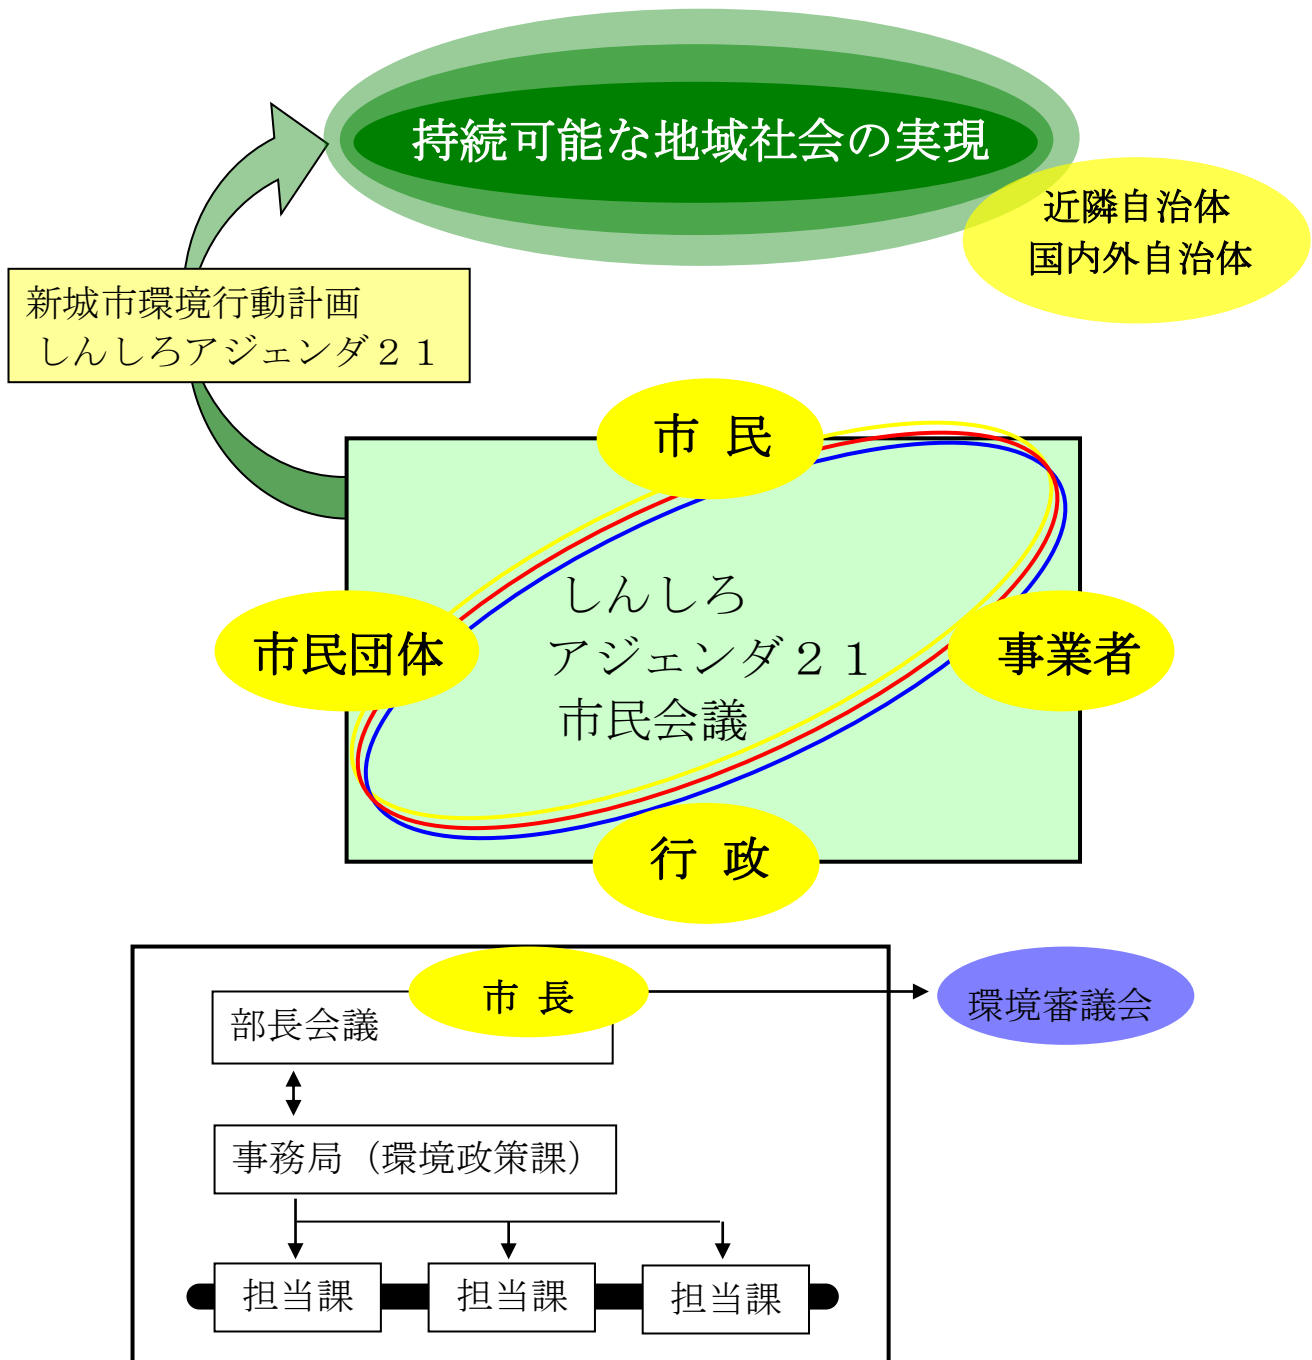 持続可能な地域社会の実現
近隣自治体
国内外自治体
新城市環境行動計画
しんしろアジェンダ２１
市 民
しんしろ
アジェンダ２１
市民会議
市民団体
事業者
行 政
市 長
部長会議
環境審議会
事務局（環境政策課）
担当課
担当課
担当課